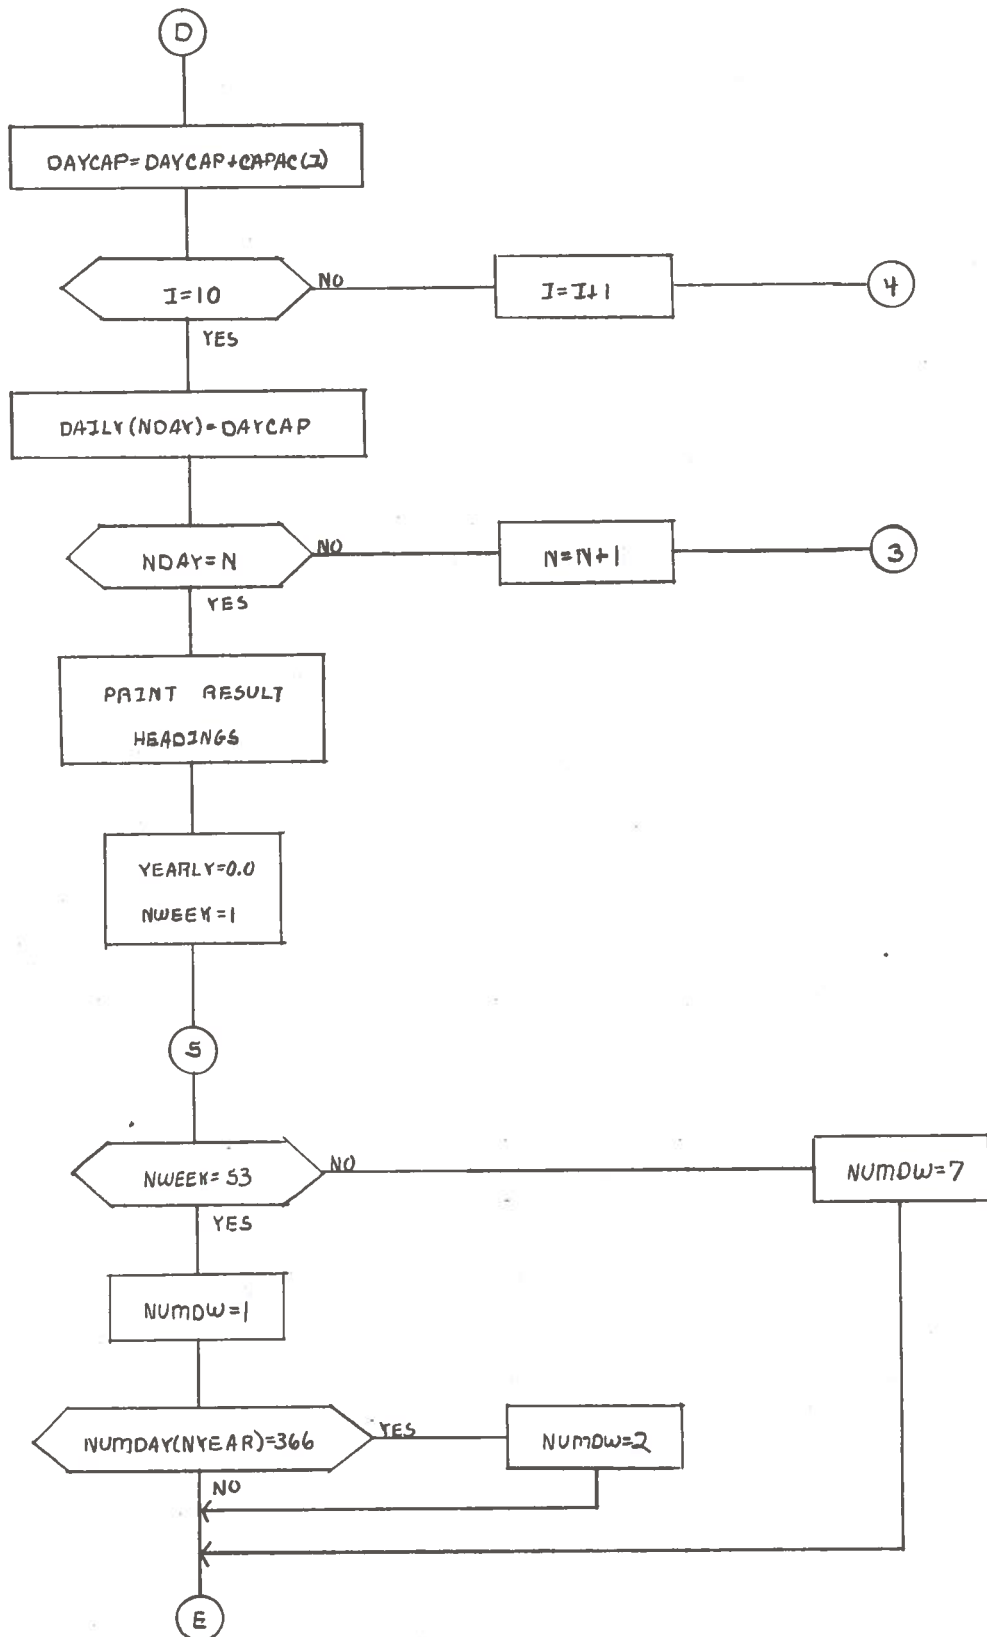 D
DAYCAP=DAYCAP+CAPAC(I)
I=10
NO
I=I+1
4
YES
DAILY(NDAY)=DAYCAP
NDAY=N
NO
N=N+1
3
YES
PRINT RESULT
HEADINGS
YEARLY=0.0
NWEEK=1
5
NWEEK=53
NO
NUMDW=7
YES
NUMDW=1
NUMDAY(NYEAR)=366
YES
NUMDW=2
NO
E